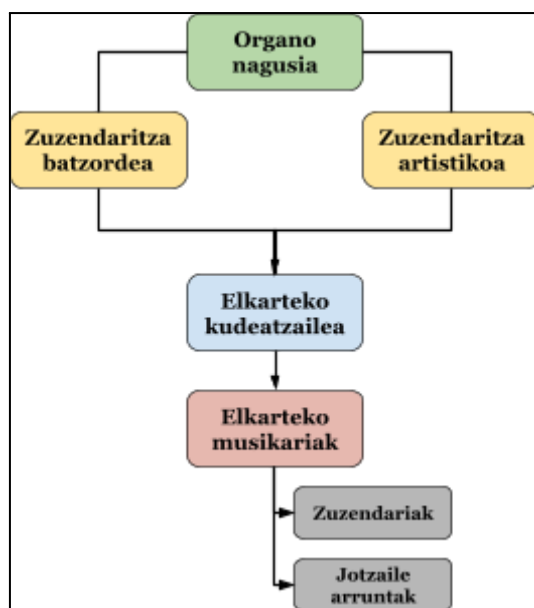 Organo
nagusia
Zuzendaritza
batzordea
Zuzendaritza
artistikoa
Elkarteko
kudeatzailea
Elkarteko
musikariak
Zuzendariak
Jotzaile
arruntak